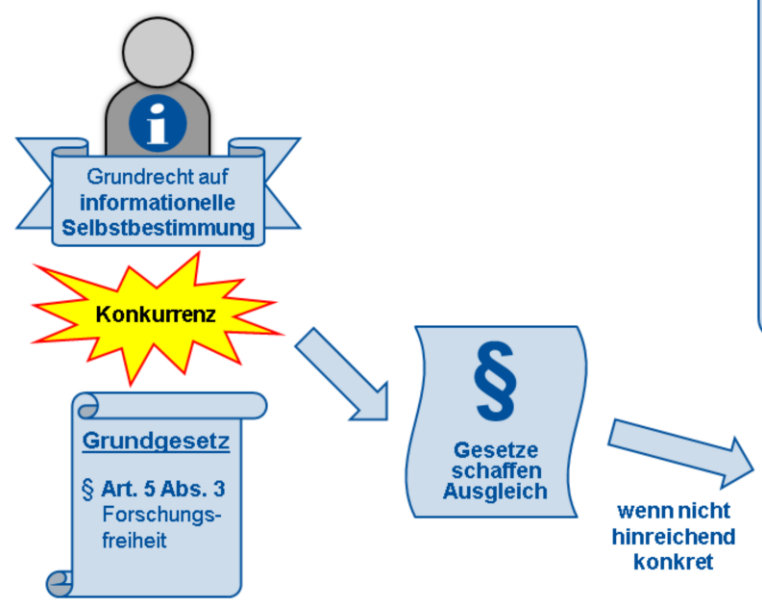 i
Grundrecht auf
informationelle
Selbstbestimmung
Konkurrenz
Grundgesetz
§ Art. 5 Abs. 3
Forschungs-
freiheit
§
Gesetze
schaffen
Ausgleich
wenn nicht
hinreichend
konkret